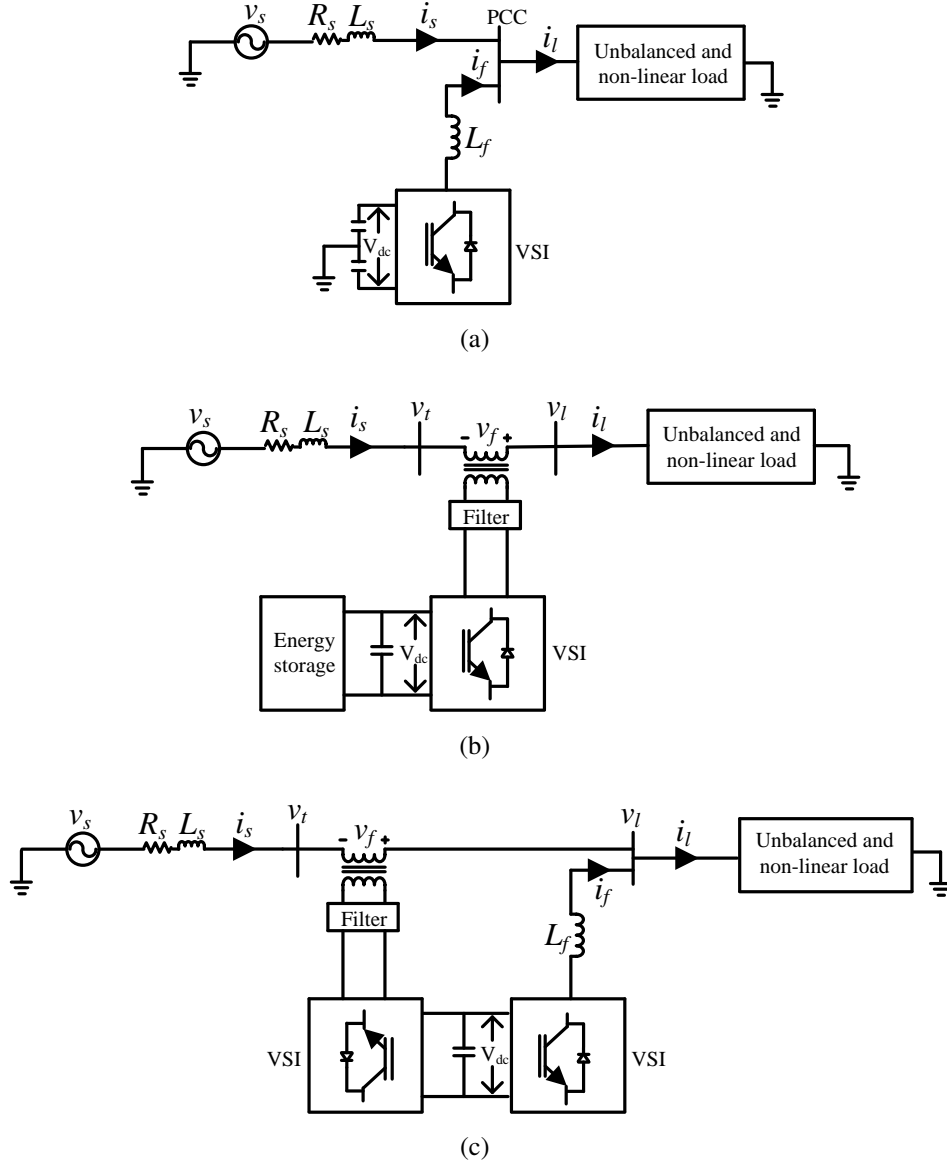 v_s
R_s L_s i_s PCC i_l
Unbalanced and
non-linear load
i_f
L_f
V_dc
VSI
(a)
v_s R_s L_s i_s v_t v_f v_l i_l
- +
Unbalanced and
non-linear load
Filter
Energy
storage
V_dc
VSI
(b)
v_s R_s L_s i_s v_t v_f v_l i_l
- +
Unbalanced and
non-linear load
i_f
Filter
L_f
VSI
V_dc
VSI
(c)